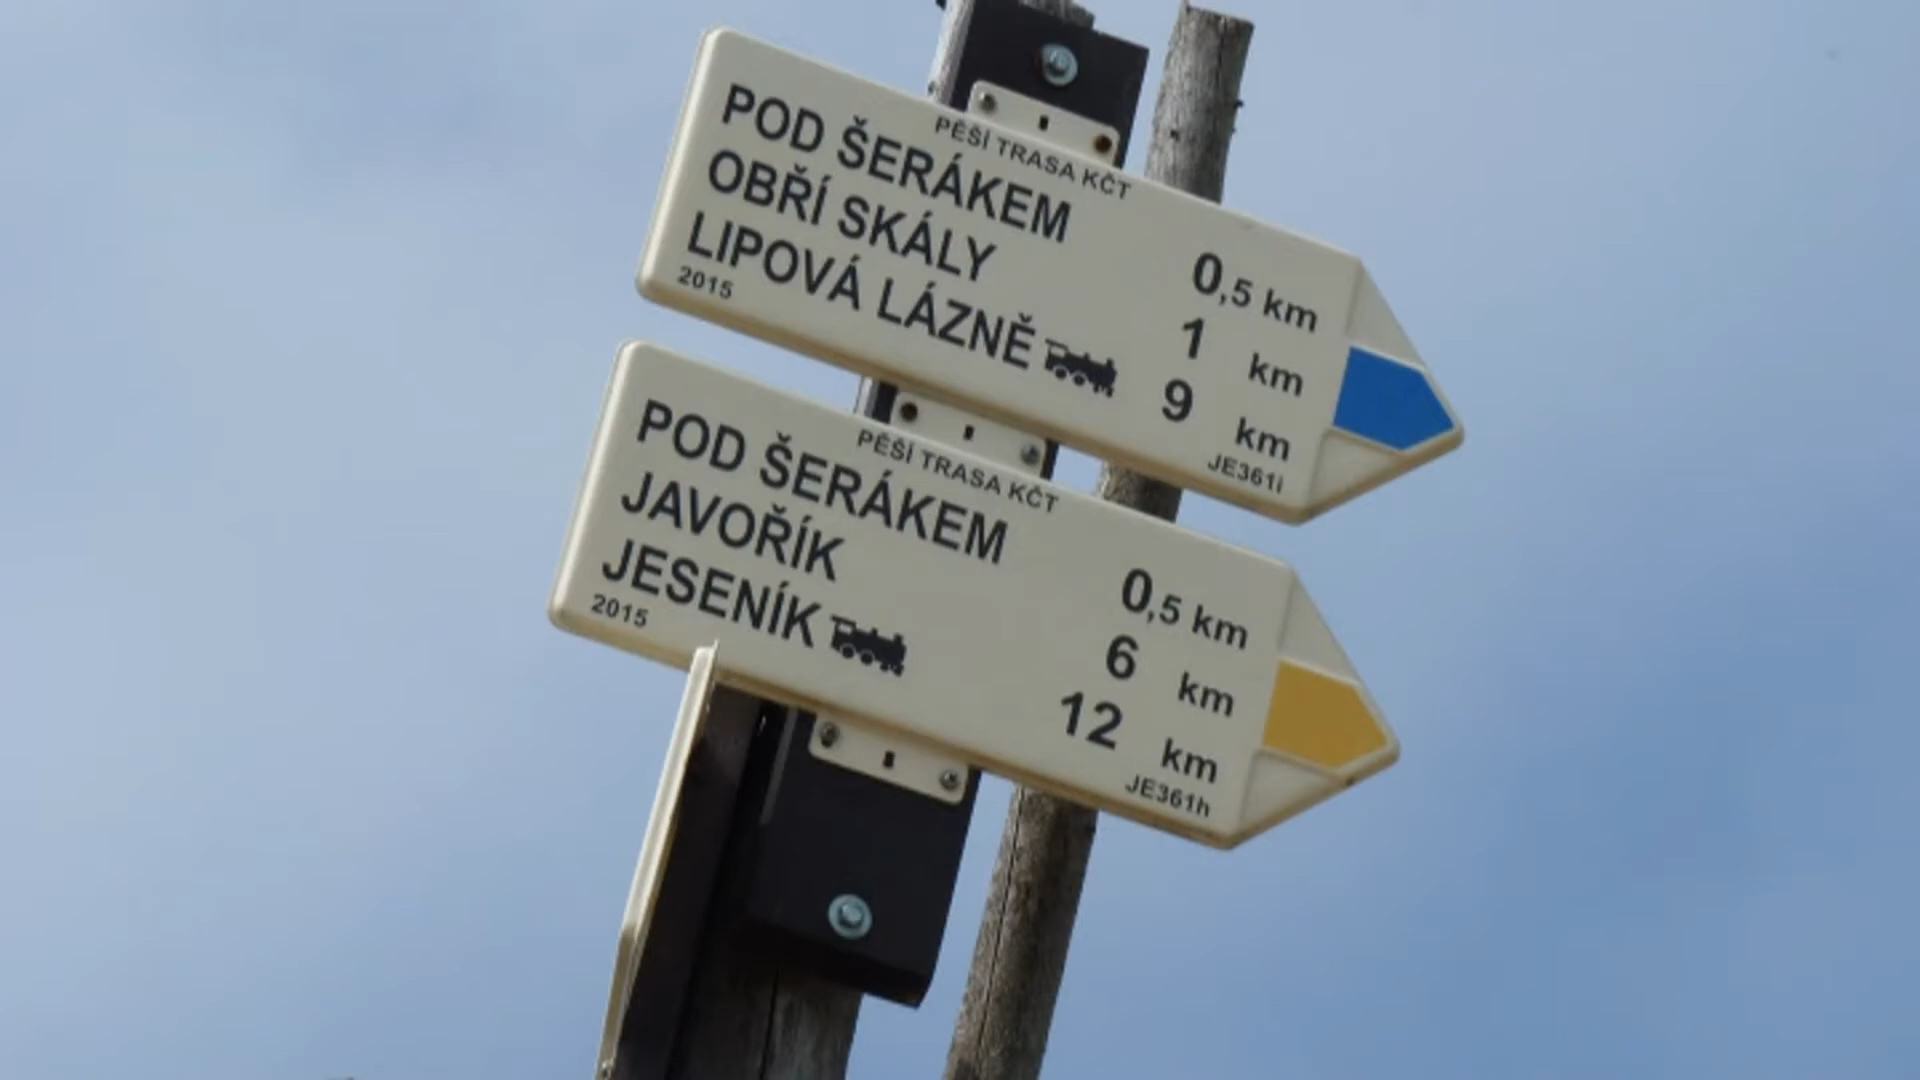 PĚŠÍ TRASA KČT
POD ŠERÁKEM 0,5 km
OBŘÍ SKÁLY 1 km
LIPOVÁ LÁZNĚ 9 km
2015 JE361i
PĚŠÍ TRASA KČT
POD ŠERÁKEM 0,5 km
JAVOŘÍK 6 km
JESENÍK 12 km
2015 JE361h